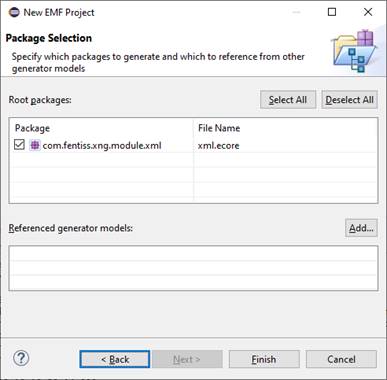 New EMF Project
Package Selection
Specify which packages to generate and which to reference from other
generator models
Root packages:
Select All
Deselect All
Package
File Name
com.fentiss.xng.module.xml
xml.ecore
Referenced generator models:
Add...
?
< Back
Next >
Finish
Cancel